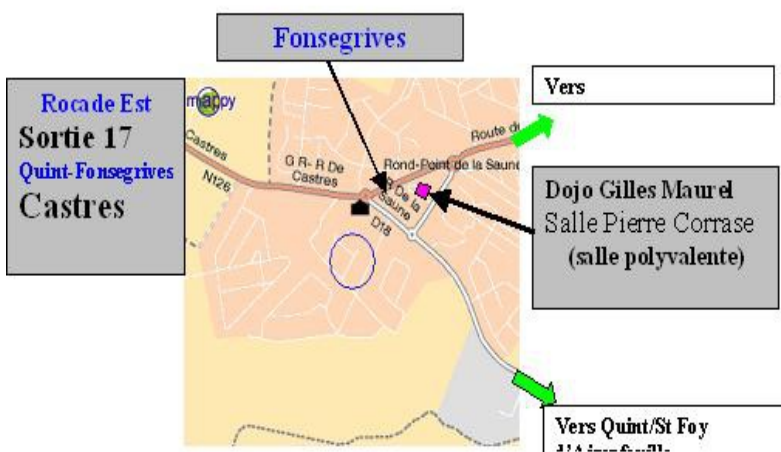 Fonsegrives
Rocade Est
Sortie 17
Quint-Fonsegrives
Castres
mappy
Castres
N126
G R- R De
Castres
Route d
Rond-Point de la Saune
R De la
Saune
D18
Vers
Dojo Gilles Maurel
Salle Pierre Corrase
(salle polyvalente)
Vers Quint/St Foy